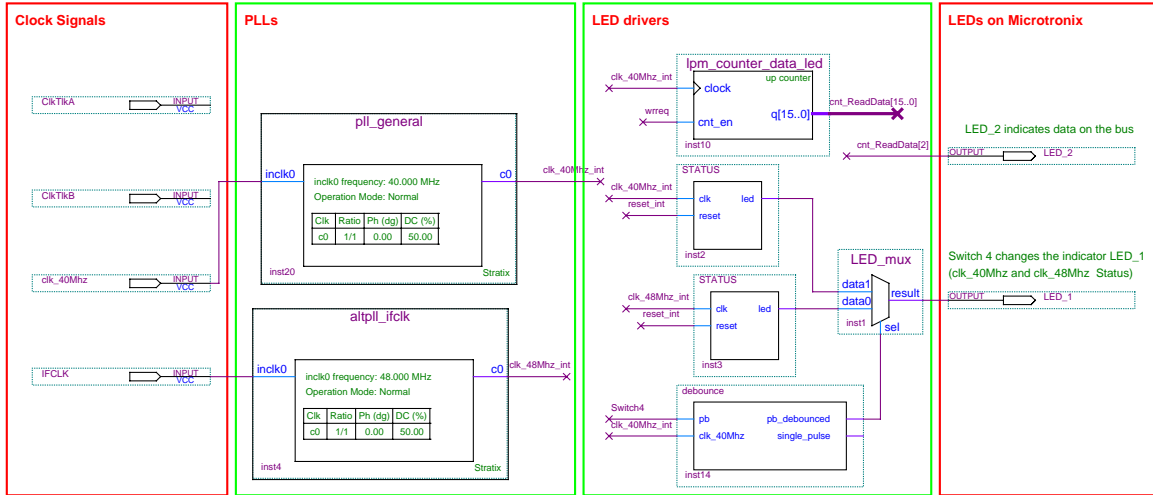 Clock Signals
ClkTlkA
INPUT
VCC
ClkTlkB
INPUT
VCC
clk_40Mhz
INPUT
VCC
IFCLK
INPUT
VCC
PLLs
pll_general
inclk0
c0
inclk0 frequency: 40.000 MHz
Operation Mode: Normal
Clk Ratio Ph (dg) DC (%)
c0 1/1 0.00 50.00
inst20
Stratix
clk_40Mhz_int
altpll_ifclk
inclk0
c0
inclk0 frequency: 48.000 MHz
Operation Mode: Normal
Clk Ratio Ph (dg) DC (%)
c0 1/1 0.00 50.00
inst4
Stratix
clk_48Mhz_int
LED drivers
lpm_counter_data_led
up counter
clk_40Mhz_int
clock
wrreq
cnt_en
q[15..0]
cnt_ReadData[15..0]
inst10
cnt_ReadData[2]
STATUS
clk_40Mhz_int
clk
led
reset_int
reset
inst2
STATUS
clk_48Mhz_int
clk
led
reset_int
reset
inst3
LED_mux
data1
data0
result
inst1
sel
debounce
Switch4
pb
pb_debounced
clk_40Mhz_int
clk_40Mhz
single_pulse
inst14
LEDs on Microtronix
LED_2 indicates data on the bus
OUTPUT
LED_2
Switch 4 changes the indicator LED_1
(clk_40Mhz and clk_48Mhz Status)
OUTPUT
LED_1